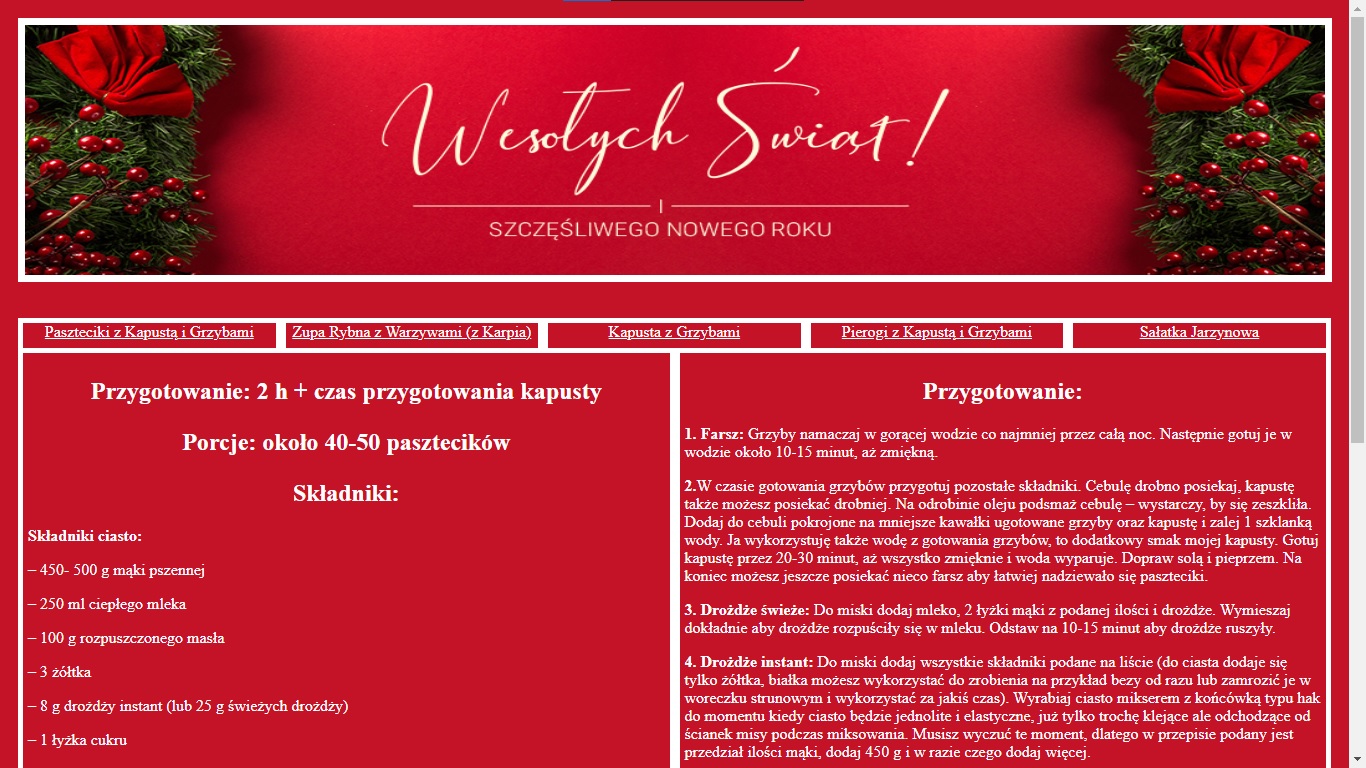 Wesołych Świąt!
SZCZĘŚLIWEGO NOWEGO ROKU
Paszteciki z Kapustą i Grzybami
Zupa Rybna z Warzywami (z Karpia)
Kapusta z Grzybami
Pierogi z Kapustą i Grzybami
Sałatka Jarzynowa
Przygotowanie: 2 h + czas przygotowania kapusty
Porcje: około 40-50 pasztecików
Składniki:
Składniki ciasto:
– 450- 500 g mąki pszennej
– 250 ml ciepłego mleka
– 100 g rozpuszczonego masła
– 3 żółtka
– 8 g drożdży instant (lub 25 g świeżych drożdży)
– 1 łyżka cukru
Przygotowanie:
1. Farsz: Grzyby namaczaj w gorącej wodzie co najmniej przez całą noc. Następnie gotuj je w
wodzie około 10-15 minut, aż zmiękną.
2.W czasie gotowania grzybów przygotuj pozostałe składniki. Cebulę drobno posiekaj, kapustę
także możesz posiekać drobniej. Na odrobinie oleju podsmaż cebulę – wystarczy, by się zeszkliła.
Dodaj do cebuli pokrojone na mniejsze kawałki ugotowane grzyby oraz kapustę i zalej 1 szklanką
wody. Ja wykorzystuję także wodę z gotowania grzybów, to dodatkowy smak mojej kapusty. Gotuj
kapustę przez 20-30 minut, aż wszystko zmięknie i woda wyparuje. Dopraw solą i pieprzem. Na
koniec możesz jeszcze posiekać nieco farsz aby łatwiej nadziewało się paszteciki.
3. Drożdże świeże: Do miski dodaj mleko, 2 łyżki mąki z podanej ilości i drożdże. Wymieszaj
dokładnie aby drożdże rozpuściły się w mleku. Odstaw na 10-15 minut aby drożdże ruszyły.
4. Drożdże instant: Do miski dodaj wszystkie składniki podane na liście (do ciasta dodaje się
tylko żółtka, białka możesz wykorzystać do zrobienia na przykład bezy od razu lub zamrozić je w
woreczku strunowym i wykorzystać za jakiś czas). Wyrabiaj ciasto mikserem z końcówką typu hak
do momentu kiedy ciasto będzie jednolite i elastyczne, już tylko trochę klejące ale odchodzące od
ścianek misy podczas miksowania. Musisz wyczuć te moment, dlatego w przepisie podany jest
przedział ilości mąki, dodaj 450 g i w razie czego dodaj więcej.